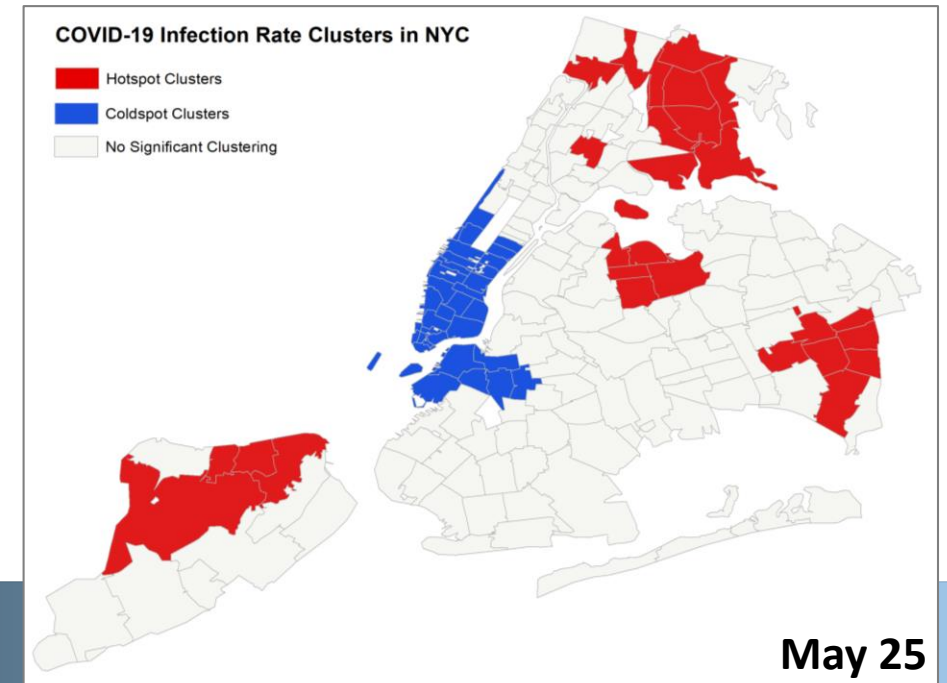 COVID-19 Infection Rate Clusters in NYC
Hotspot Clusters
Coldspot Clusters
No Significant Clustering
May 25